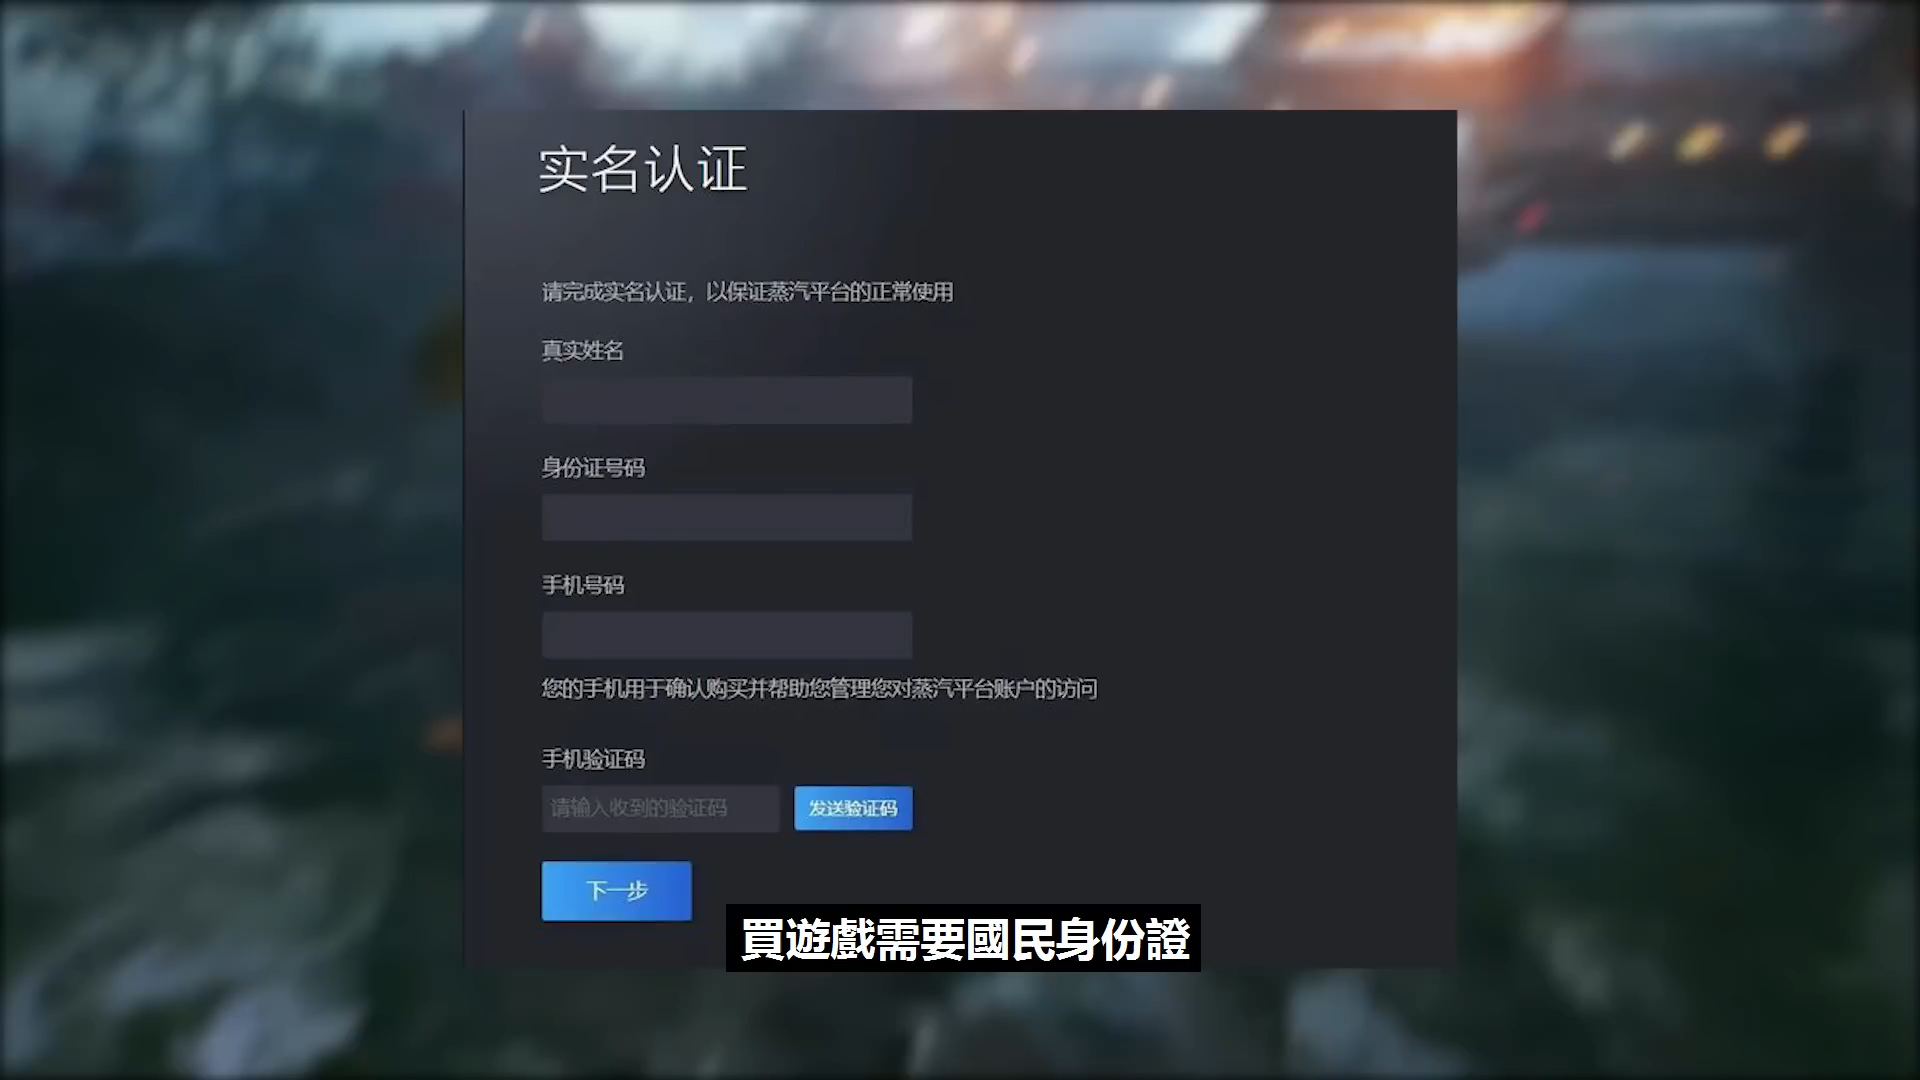 实名认证
请完成实名认证，以保证蒸汽平台的正常使用
真实姓名
身份证号码
手机号码
您的手机用于确认购买并帮助您管理您对蒸汽平台账户的访问
手机验证码
请输入收到的验证码
发送验证码
下一步
買遊戲需要國民身份證